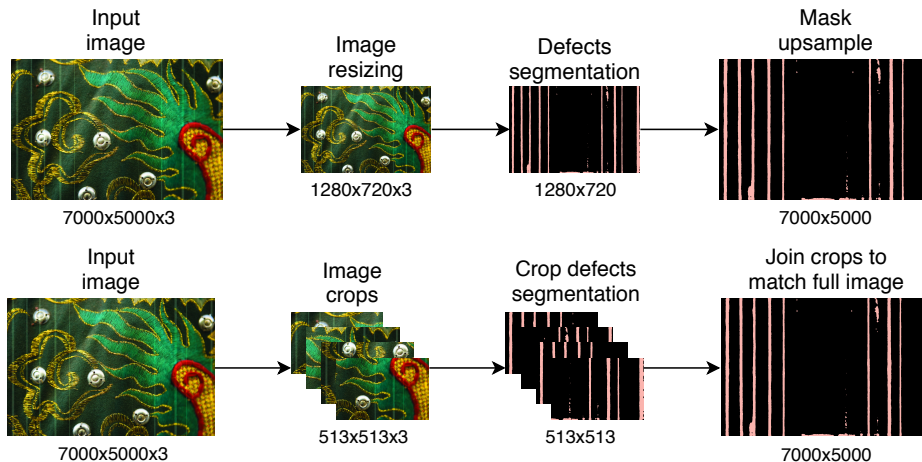 Input
image
Image
resizing
Defects
segmentation
Mask
upsample
7000x5000x3
1280x720x3
1280x720
7000x5000
Input
image
Image
crops
Crop defects
segmentation
Join crops to
match full image
7000x5000x3
513x513x3
513x513
7000x5000